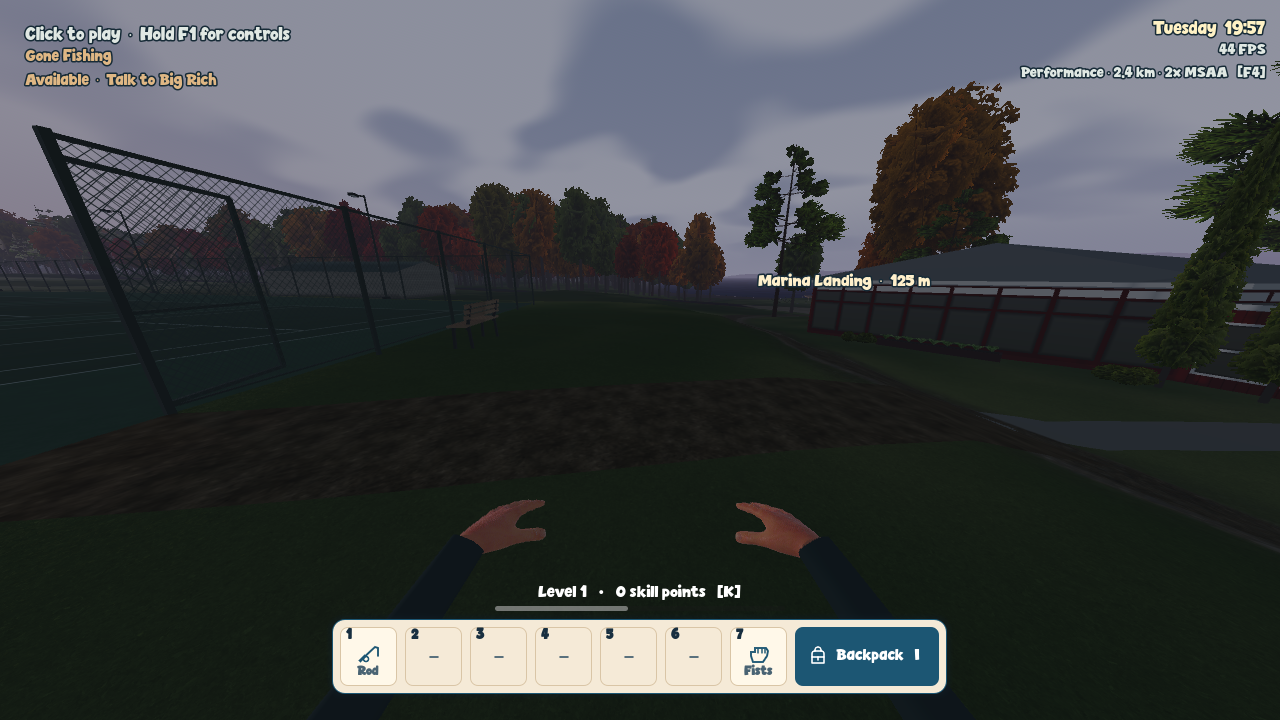 Click to play · Hold F1 for controls
Gone Fishing
Available · Talk to Big Rich
Tuesday 19:57
44 FPS
Performance · 2.4 km · 2x MSAA [F4]
Marina Landing · 125 m
Level 1 · 0 skill points [K]
1
Rod
2
–
3
–
4
–
5
–
6
–
7
Fists
Backpack 1